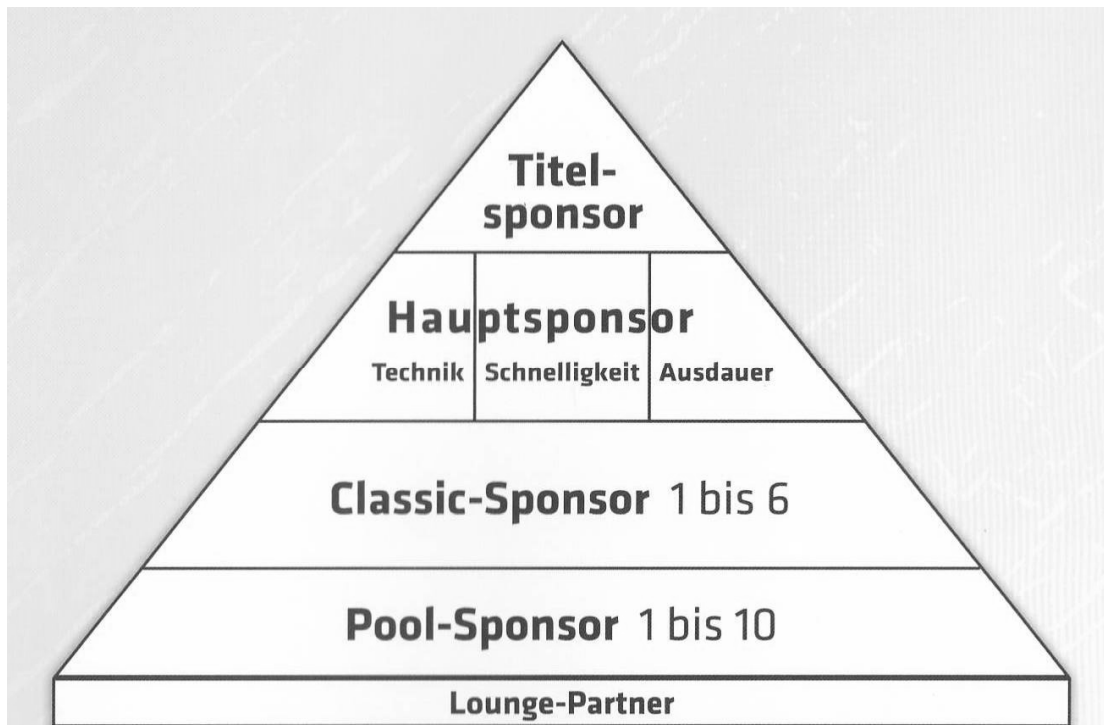 Titel-
sponsor
Hauptsponsor
Technik Schnelligkeit Ausdauer
Classic-Sponsor 1 bis 6
Pool-Sponsor 1 bis 10
Lounge-Partner